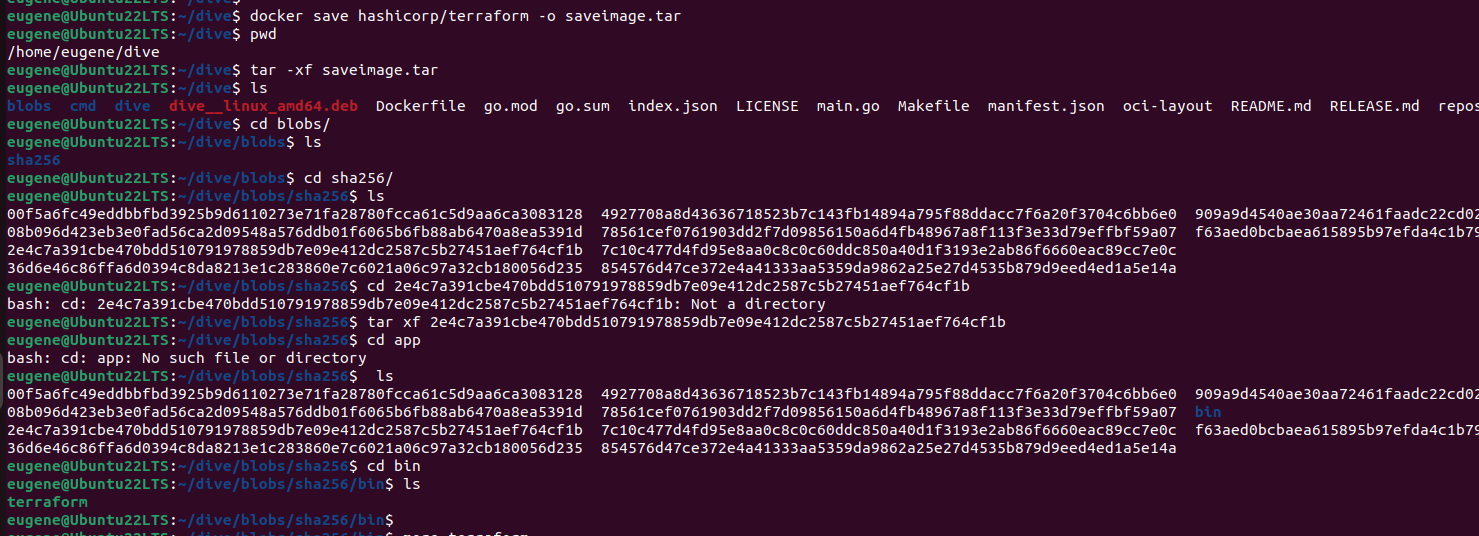 eugene@Ubuntu22LTS:~/dive$ docker save hashicorp/terraform -o saveimage.tar
eugene@Ubuntu22LTS:~/dive$ pwd
/home/eugene/dive
eugene@Ubuntu22LTS:~/dive$ tar -xf saveimage.tar
eugene@Ubuntu22LTS:~/dive$ ls
blobs cmd dive dive__linux_amd64.deb Dockerfile go.mod go.sum index.json LICENSE main.go Makefile manifest.json oci-layout README.md RELEASE.md repos
eugene@Ubuntu22LTS:~/dive$ cd blobs/
eugene@Ubuntu22LTS:~/dive/blobs$ ls
sha256
eugene@Ubuntu22LTS:~/dive/blobs$ cd sha256/
eugene@Ubuntu22LTS:~/dive/blobs/sha256$ ls
00f5a6fc49eddbbfbd3925b9d6110273e71fa28780fcca61c5d9aa6ca3083128 4927708a8d43636718523b7c143fb14894a795f88ddacc7f6a20f3704c6bb6e0 909a9d4540ae30aa72461faadc22cd02
08b096d423eb3e0fad56ca2d09548a576ddb01f6065b6fb88ab6470a8ea5391d 78561cef0761903dd2f7d09856150a6d4fb48967a8f113f3e33d79effbf59a07 f63aed0bcbaea615895b97efda4c1b79
2e4c7a391cbe470bdd510791978859db7e09e412dc2587c5b27451aef764cf1b 7c10c477d4fd95e8aa0c8c0c60ddc850a40d1f3193e2ab86f6660eac89cc7e0c
36d6e46c86ffa6d0394c8da8213e1c283860e7c6021a06c97a32cb180056d235 854576d47ce372e4a41333aa5359da9862a25e27d4535b879d9eed4ed1a5e14a
eugene@Ubuntu22LTS:~/dive/blobs/sha256$ cd 2e4c7a391cbe470bdd510791978859db7e09e412dc2587c5b27451aef764cf1b
bash: cd: 2e4c7a391cbe470bdd510791978859db7e09e412dc2587c5b27451aef764cf1b: Not a directory
eugene@Ubuntu22LTS:~/dive/blobs/sha256$ tar xf 2e4c7a391cbe470bdd510791978859db7e09e412dc2587c5b27451aef764cf1b
eugene@Ubuntu22LTS:~/dive/blobs/sha256$ cd app
bash: cd: app: No such file or directory
eugene@Ubuntu22LTS:~/dive/blobs/sha256$  ls
00f5a6fc49eddbbfbd3925b9d6110273e71fa28780fcca61c5d9aa6ca3083128 4927708a8d43636718523b7c143fb14894a795f88ddacc7f6a20f3704c6bb6e0 909a9d4540ae30aa72461faadc22cd02
08b096d423eb3e0fad56ca2d09548a576ddb01f6065b6fb88ab6470a8ea5391d 78561cef0761903dd2f7d09856150a6d4fb48967a8f113f3e33d79effbf59a07 bin
2e4c7a391cbe470bdd510791978859db7e09e412dc2587c5b27451aef764cf1b 7c10c477d4fd95e8aa0c8c0c60ddc850a40d1f3193e2ab86f6660eac89cc7e0c f63aed0bcbaea615895b97efda4c1b79
36d6e46c86ffa6d0394c8da8213e1c283860e7c6021a06c97a32cb180056d235 854576d47ce372e4a41333aa5359da9862a25e27d4535b879d9eed4ed1a5e14a
eugene@Ubuntu22LTS:~/dive/blobs/sha256$ cd bin
eugene@Ubuntu22LTS:~/dive/blobs/sha256/bin$ ls
terraform
eugene@Ubuntu22LTS:~/dive/blobs/sha256/bin$